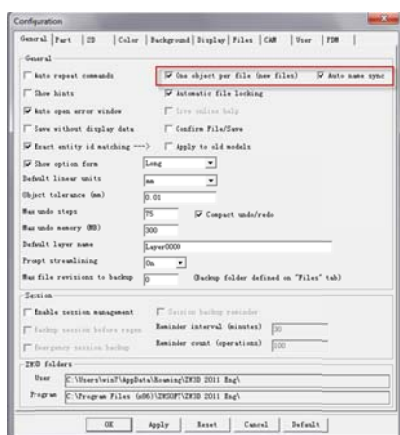 Configuration
General Part 2D Color Background Display Files CAM User PDM
General
Auto repeat commands One object per file (new files) Auto name sync
Show hints Automatic file locking
Auto open error window Live online help
Save without display data Confirm File/Save
Exact entity id matching ---> Apply to old models
Show option form Long
Default linear units mm
Object tolerance (mm) 0.01
Max undo steps 75 Compact undo/redo
Max undo memory (MB) 300
Default layer name Layer0000
Prompt streamlining On
Max file revisions to backup 0 (Backup folder defined on "Files" tab)
Session
Enable session management Session backup reminder
Backup session before regen Reminder interval (minutes) 30
Emergency session backup Reminder count (operations) 100
ZW3D folders
User C:\Users\win7\AppData\Roaming\ZW3D 2011 Eng\
Program C:\Program Files (x86)\ZWSOFT\ZW3D 2011 Eng\
OK Apply Reset Cancel Default